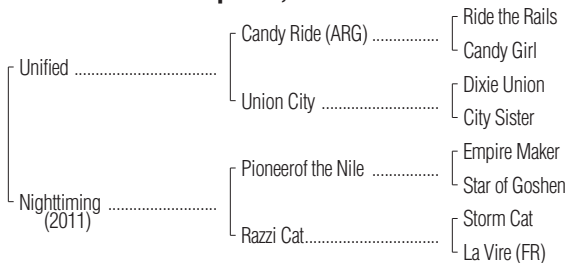 Ride the Rails
Candy Ride (ARG) ................
Candy Girl
Unified ..................................
Dixie Union
Union City ............................
City Sister
Empire Maker
Pioneerof the Nile ................
Star of Goshen
Nighttiming ..........................
(2011)
Storm Cat
Razzi Cat................................
La Vire (FR)